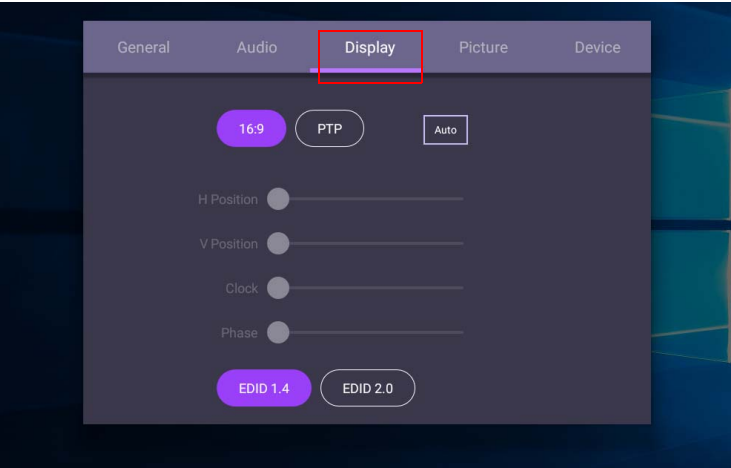 General Audio Display Picture Device
16:9 PTP Auto
H Position
V Position
Clock
Phase
EDID 1.4 EDID 2.0